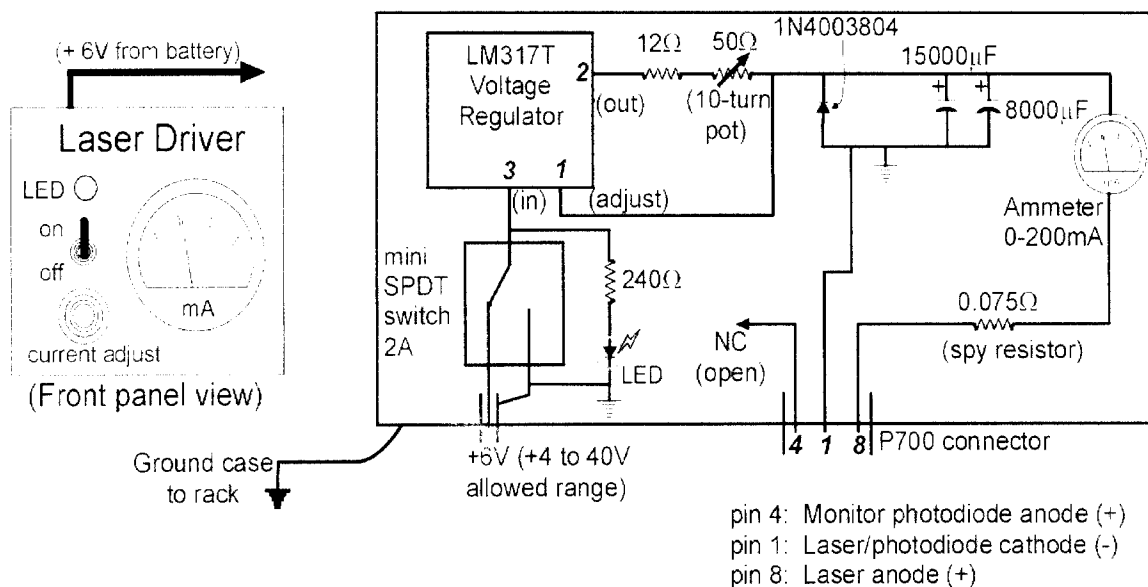 (+ 6V from battery)
Laser Driver
LED
on
off
mA
current adjust
(Front panel view)
Ground case
to rack
LM317T
Voltage
Regulator
2
(out)
3
(in)
1
(adjust)
12Ω
50Ω
(10-turn
pot)
1N4003804
15000µF
+
+
8000µF
Ammeter
0-200mA
mini
SPDT
switch
2A
240Ω
LED
NC
(open)
0.075Ω
(spy resistor)
4 1 8
P700 connector
+6V (+4 to 40V
allowed range)
pin 4: Monitor photodiode anode (+)
pin 1: Laser/photodiode cathode (-)
pin 8: Laser anode (+)